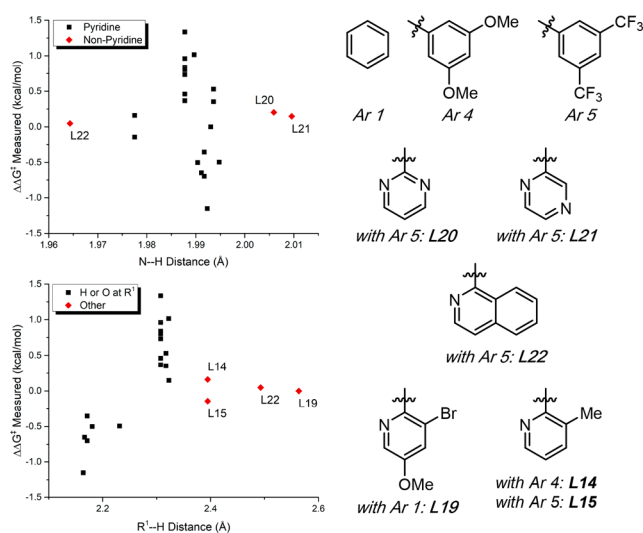 1.5
1.0
0.5
0.0
-0.5
-1.0
-1.5
ΔΔG‡ Measured (kcal/mol)
Pyridine
Non-Pyridine
L22
L20
L21
1.96 1.97 1.98 1.99 2.00 2.01
N--H Distance (Å)
OMe
OMe
CF3
CF3
Ar 1 Ar 4 Ar 5
N N
N
N
with Ar 5: L20 with Ar 5: L21
1.5
1.0
0.5
0.0
-0.5
-1.0
-1.5
ΔΔG‡ Measured (kcal/mol)
H or O at R¹
Other
L14
L15
L22
L19
2.2 2.4 2.6
R¹--H Distance (Å)
N
with Ar 5: L22
N
Br
OMe
with Ar 1: L19
N
Me
with Ar 4: L14
with Ar 5: L15